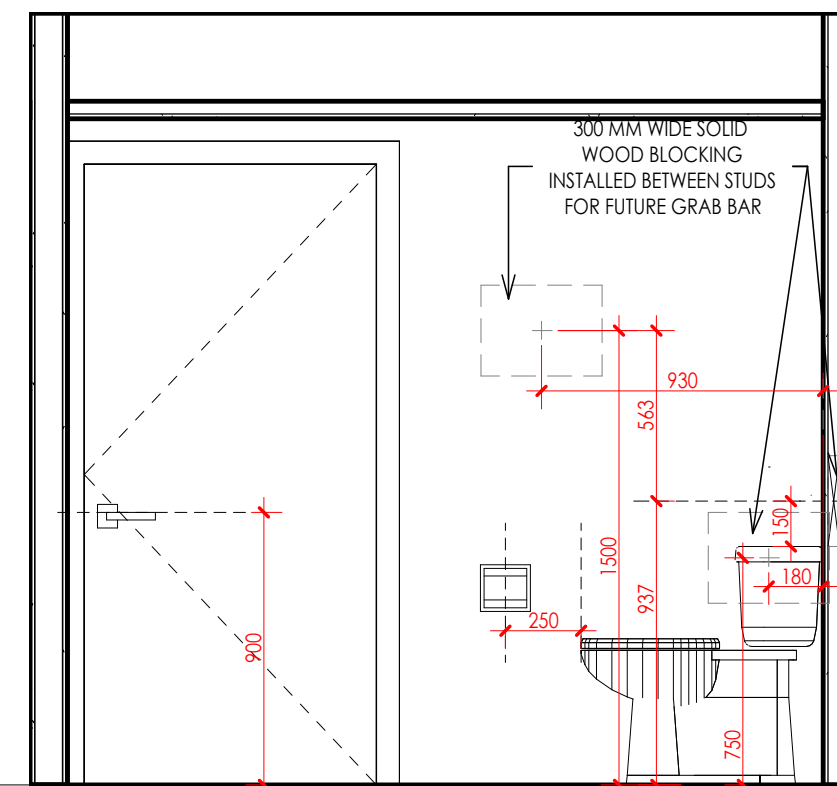 300 MM WIDE SOLID
WOOD BLOCKING
INSTALLED BETWEEN STUDS
FOR FUTURE GRAB BAR
930
563
150
1500
180
937
250
900
750